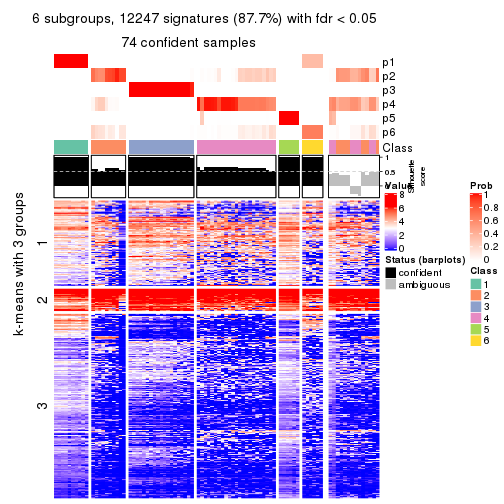 6 subgroups, 12247 signatures (87.7%) with fdr < 0.05
74 confident samples
p1
p2
p3
p4
p5
p6
Class
1
0.5
0
Silhouette
score
k-means with 3 groups
1
2
3
Value
8
6
4
2
0
Status (barplots)
confident
ambiguous
Prob
1
0.8
0.6
0.4
0.2
0
Class
1
2
3
4
5
6